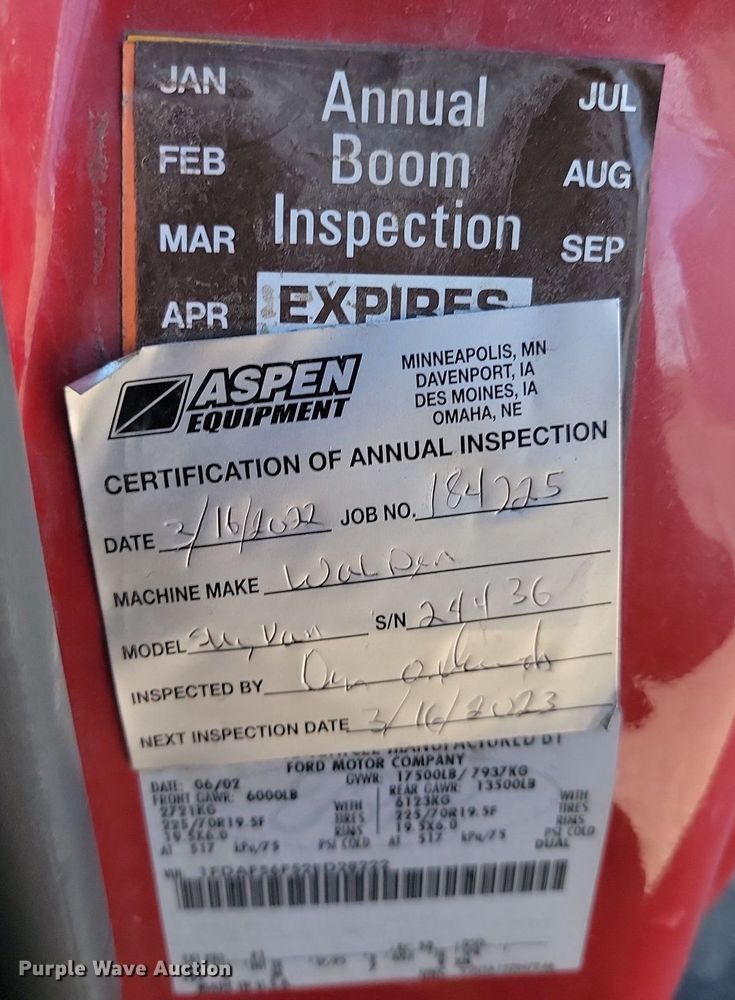 JAN Annual JUL
FEB Boom AUG
MAR Inspection SEP
APR EXPIRES
ASPEN
EQUIPMENT
MINNEAPOLIS, MN
DAVENPORT, IA
DES MOINES, IA
OMAHA, NE
CERTIFICATION OF ANNUAL INSPECTION
DATE 3/16/2022 JOB NO. 184225
MACHINE MAKE
MODEL S/N 24436
INSPECTED BY
NEXT INSPECTION DATE 3/16/2023
MANUFACTURED BY
FORD MOTOR COMPANY
DATE: 06/02 GVWR: 17500LB/ 7937KG
FRONT GAWR: 6000LB REAR GAWR: 13500LB
2721KG WITH 6123KG WITH
225/70R19.5F TIRES 225/70R19.5F TIRES
19.5X6.0 RIMS 19.5X6.0 RIMS
AT 517 kPa/75 PSI COLD AT 517 kPa/75 PSI COLD
DUAL
Purple Wave Auction